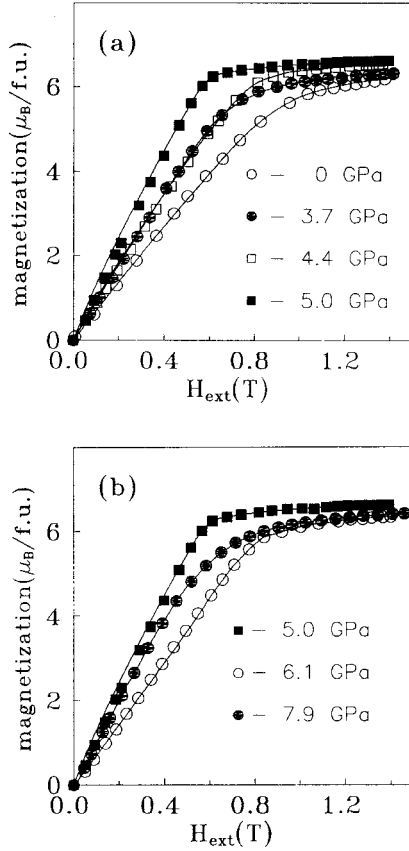 (a)
6
4
2
0
magnetization(μB/f.u.)
○ – 0 GPa
● – 3.7 GPa
□ – 4.4 GPa
■ – 5.0 GPa
0.0 0.4 0.8 1.2
Hext(T)
(b)
6
4
2
0
magnetization(μB/f.u.)
■ – 5.0 GPa
○ – 6.1 GPa
● – 7.9 GPa
0.0 0.4 0.8 1.2
Hext(T)